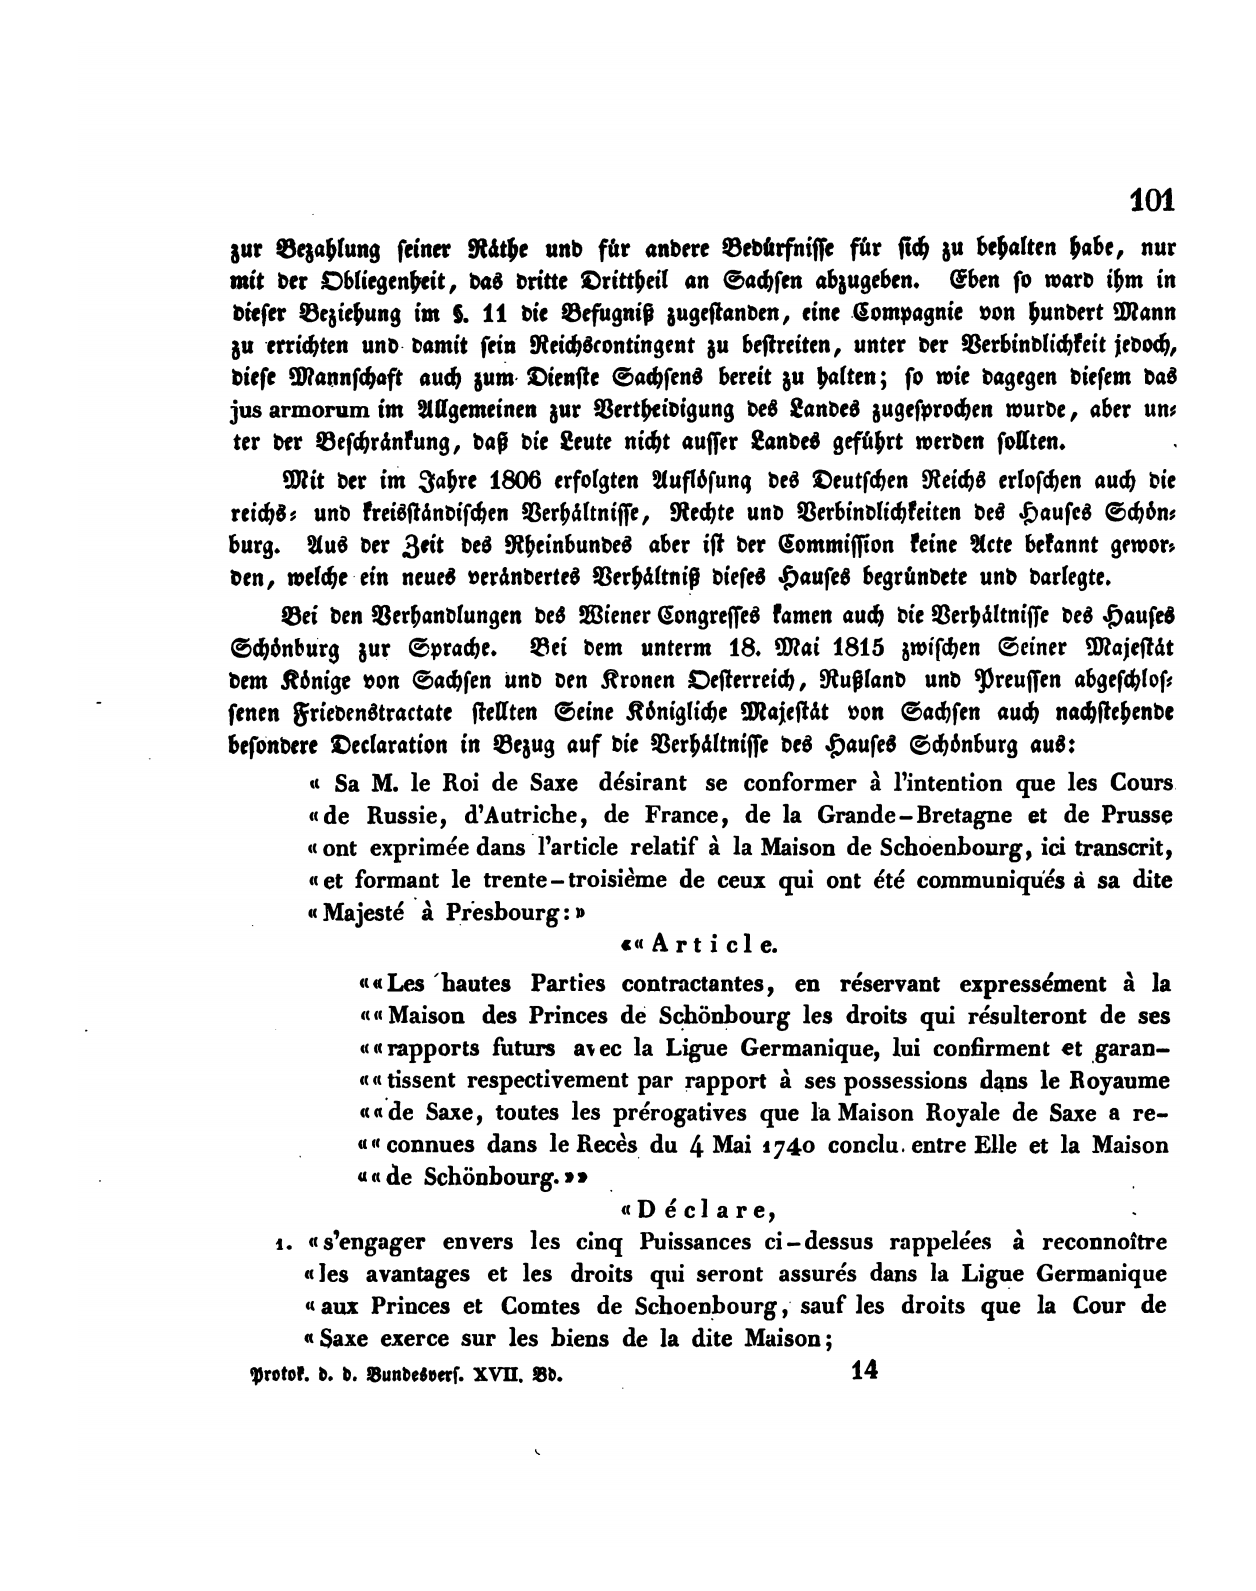 101
zur Bezahlung seiner Räthe und für andere Bedürfnisse für sich zu behalten habe, nur
mit der Obliegenheit, das dritte Drittheil an Sachsen abzugeben. Eben so ward ihm in
dieser Beziehung im §. 11 die Befugniß zugestanden, eine Compagnie von hundert Mann
zu errichten und damit sein Reichscontingent zu bestreiten, unter der Verbindlichkeit jedoch,
diese Mannschaft auch zum Dienste Sachsens bereit zu halten; so wie dagegen diesem das
jus armorum im Allgemeinen zur Vertheidigung des Landes zugesprochen wurde, aber un-
ter der Beschränkung, daß die Leute nicht ausser Landes geführt werden sollten.
Mit der im Jahre 1806 erfolgten Auflösung des Deutschen Reichs erloschen auch die
reichs- und kreisständischen Verhältnisse, Rechte und Verbindlichkeiten des Hauses Schön-
burg. Aus der Zeit des Rheinbundes aber ist der Commission keine Acte bekannt gewor-
den, welche ein neues verändertes Verhältniß dieses Hauses begründete und darlegte.
Bei den Verhandlungen des Wiener Congresses kamen auch die Verhältnisse des Hauses
Schönburg zur Sprache. Bei dem unterm 18. Mai 1815 zwischen Seiner Majestät
dem Könige von Sachsen und den Kronen Oesterreich, Rußland und Preussen abgeschlos-
senen Friedenstractate stellten Seine Königliche Majestät von Sachsen auch nachstehende
besondere Declaration in Bezug auf die Verhältnisse des Hauses Schönburg aus:
« Sa M. le Roi de Saxe désirant se conformer à l'intention que les Cours
« de Russie, d'Autriche, de France, de la Grande-Bretagne et de Prusse
« ont exprimée dans l'article relatif à la Maison de Schoenbourg, ici transcrit,
« et formant le trente-troisième de ceux qui ont été communiqués à sa dite
« Majesté à Presbourg: »
«« Article.
«« Les hautes Parties contractantes, en réservant expressément à la
«« Maison des Princes de Schönbourg les droits qui résulteront de ses
«« rapports futurs avec la Ligue Germanique, lui confirment et garan-
«« tissent respectivement par rapport à ses possessions dans le Royaume
«« de Saxe, toutes les prérogatives que la Maison Royale de Saxe a re-
«« connues dans le Recès du 4 Mai 1740 conclu entre Elle et la Maison
«« de Schönbourg. »»
« Déclare,
1. « s'engager envers les cinq Puissances ci-dessus rappelées à reconnoître
« les avantages et les droits qui seront assurés dans la Ligue Germanique
« aux Princes et Comtes de Schoenbourg, sauf les droits que la Cour de
« Saxe exerce sur les biens de la dite Maison;
Protok. d. d. Bundesvers. XVII. Bd. 14